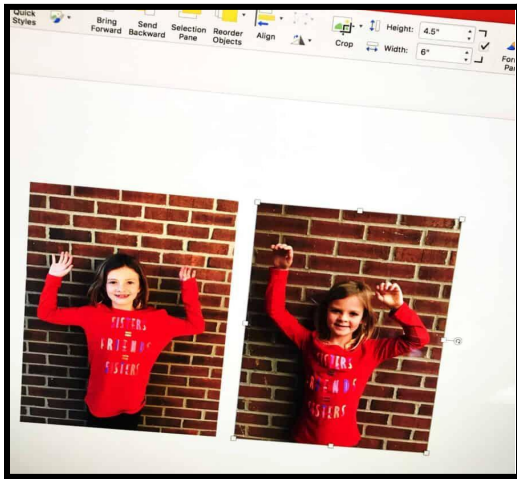 Quick
Styles
Bring
Forward
Send
Backward
Selection
Pane
Reorder
Objects
Align
Crop
Height: 4.5"
Width: 6"
SISTERS
=
FRIENDS
=
SISTERS
SISTERS
=
FRIENDS
=
SISTERS